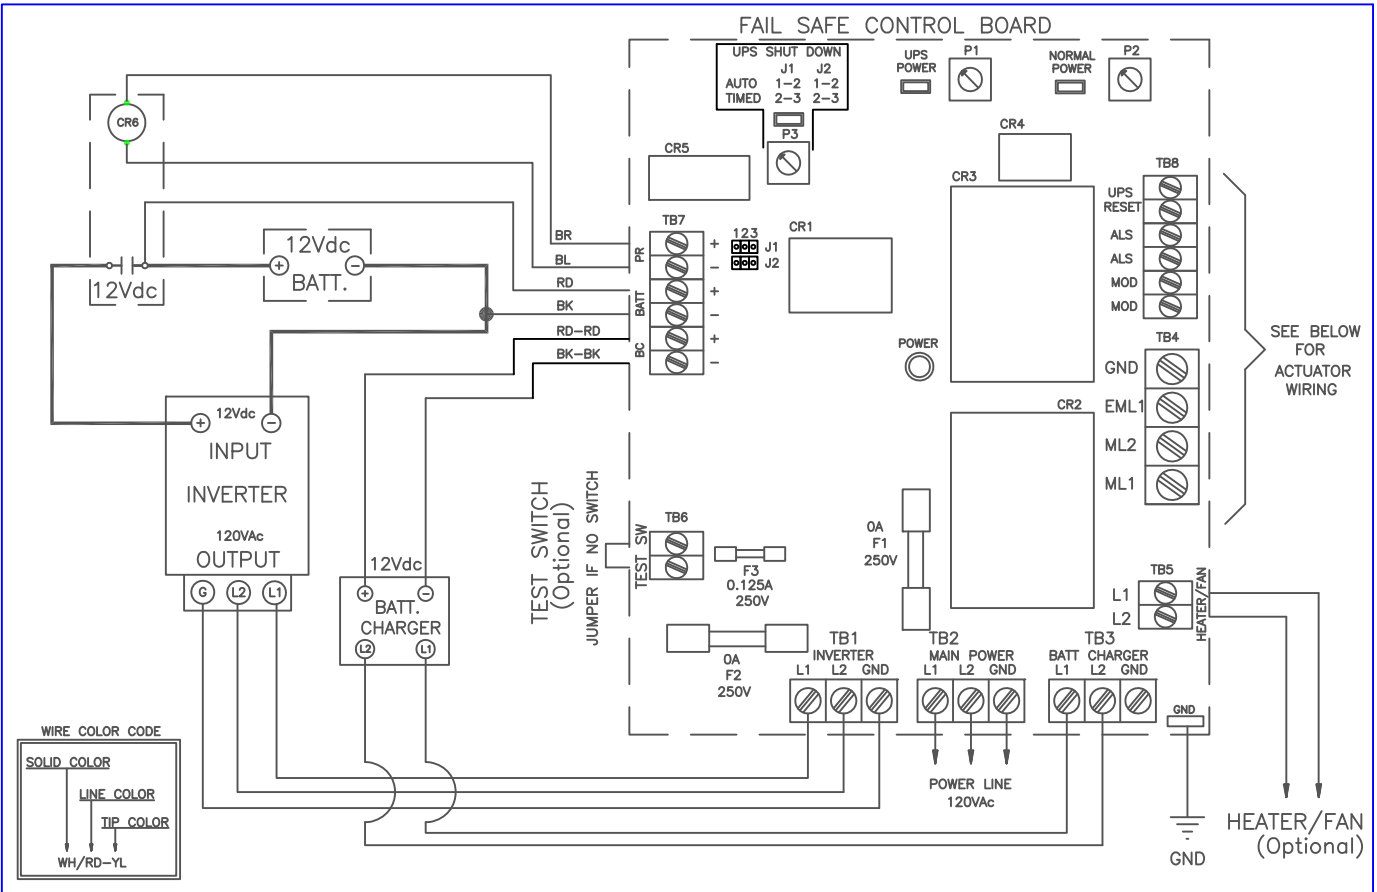 FAIL SAFE CONTROL BOARD
UPS SHUT DOWN
J1 J2
AUTO 1-2 1-2
TIMED 2-3 2-3
P3
UPS
POWER
P1
NORMAL
POWER
P2
CR6
CR5
CR4
CR3
TB8
UPS
RESET
ALS
ALS
MOD
MOD
TB7
PR
BATT
BC
+
−
+
−
+
−
123
J1
J2
CR1
BR
BL
RD
BK
RD-RD
BK-BK
12Vdc
+ −
BATT.
12Vdc
POWER
TB4
GND
EML1
ML2
ML1
SEE BELOW
FOR
ACTUATOR
WIRING
CR2
+ 12Vdc −
INPUT
INVERTER
120VAc
OUTPUT
G L2 L1
12Vdc
+ −
BATT.
CHARGER
L2 L1
TEST SWITCH
(Optional)
JUMPER IF NO SWITCH
TEST SW
TB6
F3
0.125A
250V
0A
F1
250V
0A
F2
250V
TB5
L1
L2
HEATER/FAN
TB1
INVERTER
L1 L2 GND
TB2
MAIN POWER
L1 L2 GND
TB3
BATT CHARGER
L1 L2 GND
GND
POWER LINE
120VAc
GND
HEATER/FAN
(Optional)
WIRE COLOR CODE
SOLID COLOR
LINE COLOR
TIP COLOR
WH/RD-YL